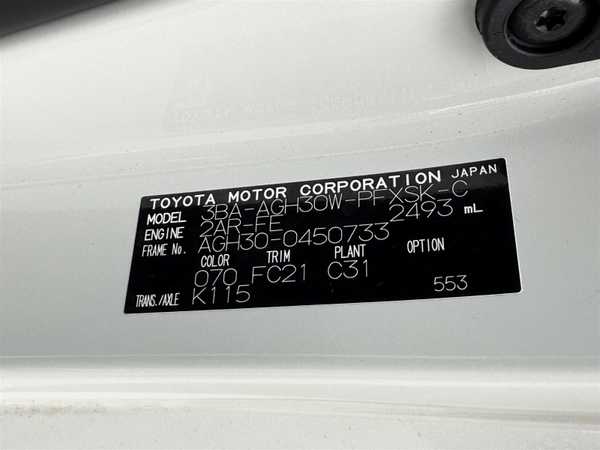 TOYOTA MOTOR CORPORATION JAPAN
MODEL 3BA-AGH30W-PFXSK-C
ENGINE 2AR-FE 2493 mL
FRAME No. AGH30-0450733
COLOR TRIM PLANT OPTION
070 FC21 C31
TRANS./AXLE K115 553